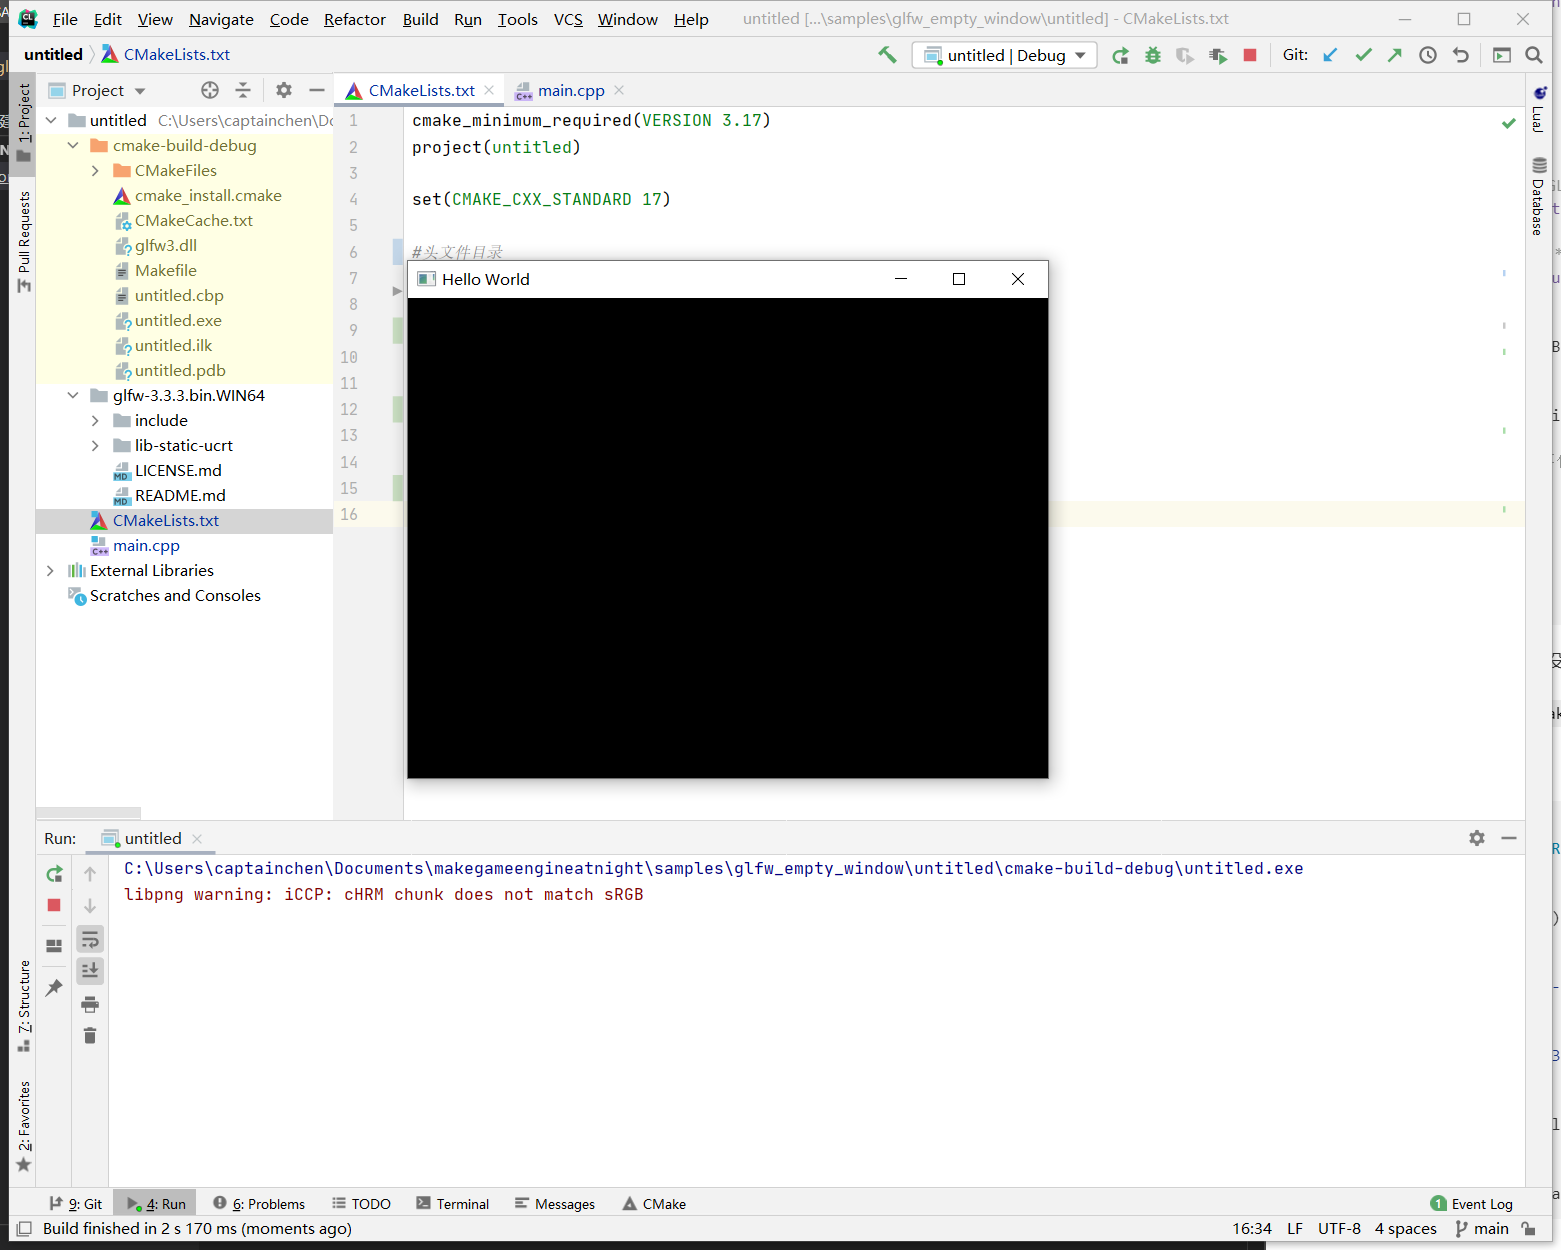 File Edit View Navigate Code Refactor Build Run Tools VCS Window Help untitled [...\samples\glfw_empty_window\untitled] - CMakeLists.txt
untitled CMakeLists.txt untitled | Debug Git:
Project CMakeLists.txt main.cpp
1: Project
Pull Requests
untitled C:\Users\captainchen\Do
cmake-build-debug
CMakeFiles
cmake_install.cmake
CMakeCache.txt
glfw3.dll
Makefile
untitled.cbp
untitled.exe
untitled.ilk
untitled.pdb
glfw-3.3.3.bin.WIN64
include
lib-static-ucrt
LICENSE.md
README.md
CMakeLists.txt
main.cpp
External Libraries
Scratches and Consoles
1 cmake_minimum_required(VERSION 3.17)
2 project(untitled)
3
4 set(CMAKE_CXX_STANDARD 17)
5
6 #头文件目录
7
8
9
10
11
12
13
14
15
16
Hello World
LuaJ
Database
Run: untitled
C:\Users\captainchen\Documents\makegameengineatnight\samples\glfw_empty_window\untitled\cmake-build-debug\untitled.exe
libpng warning: iCCP: cHRM chunk does not match sRGB
7: Structure
2: Favorites
9: Git 4: Run 6: Problems TODO Terminal Messages CMake 1 Event Log
Build finished in 2 s 170 ms (moments ago) 16:34 LF UTF-8 4 spaces main